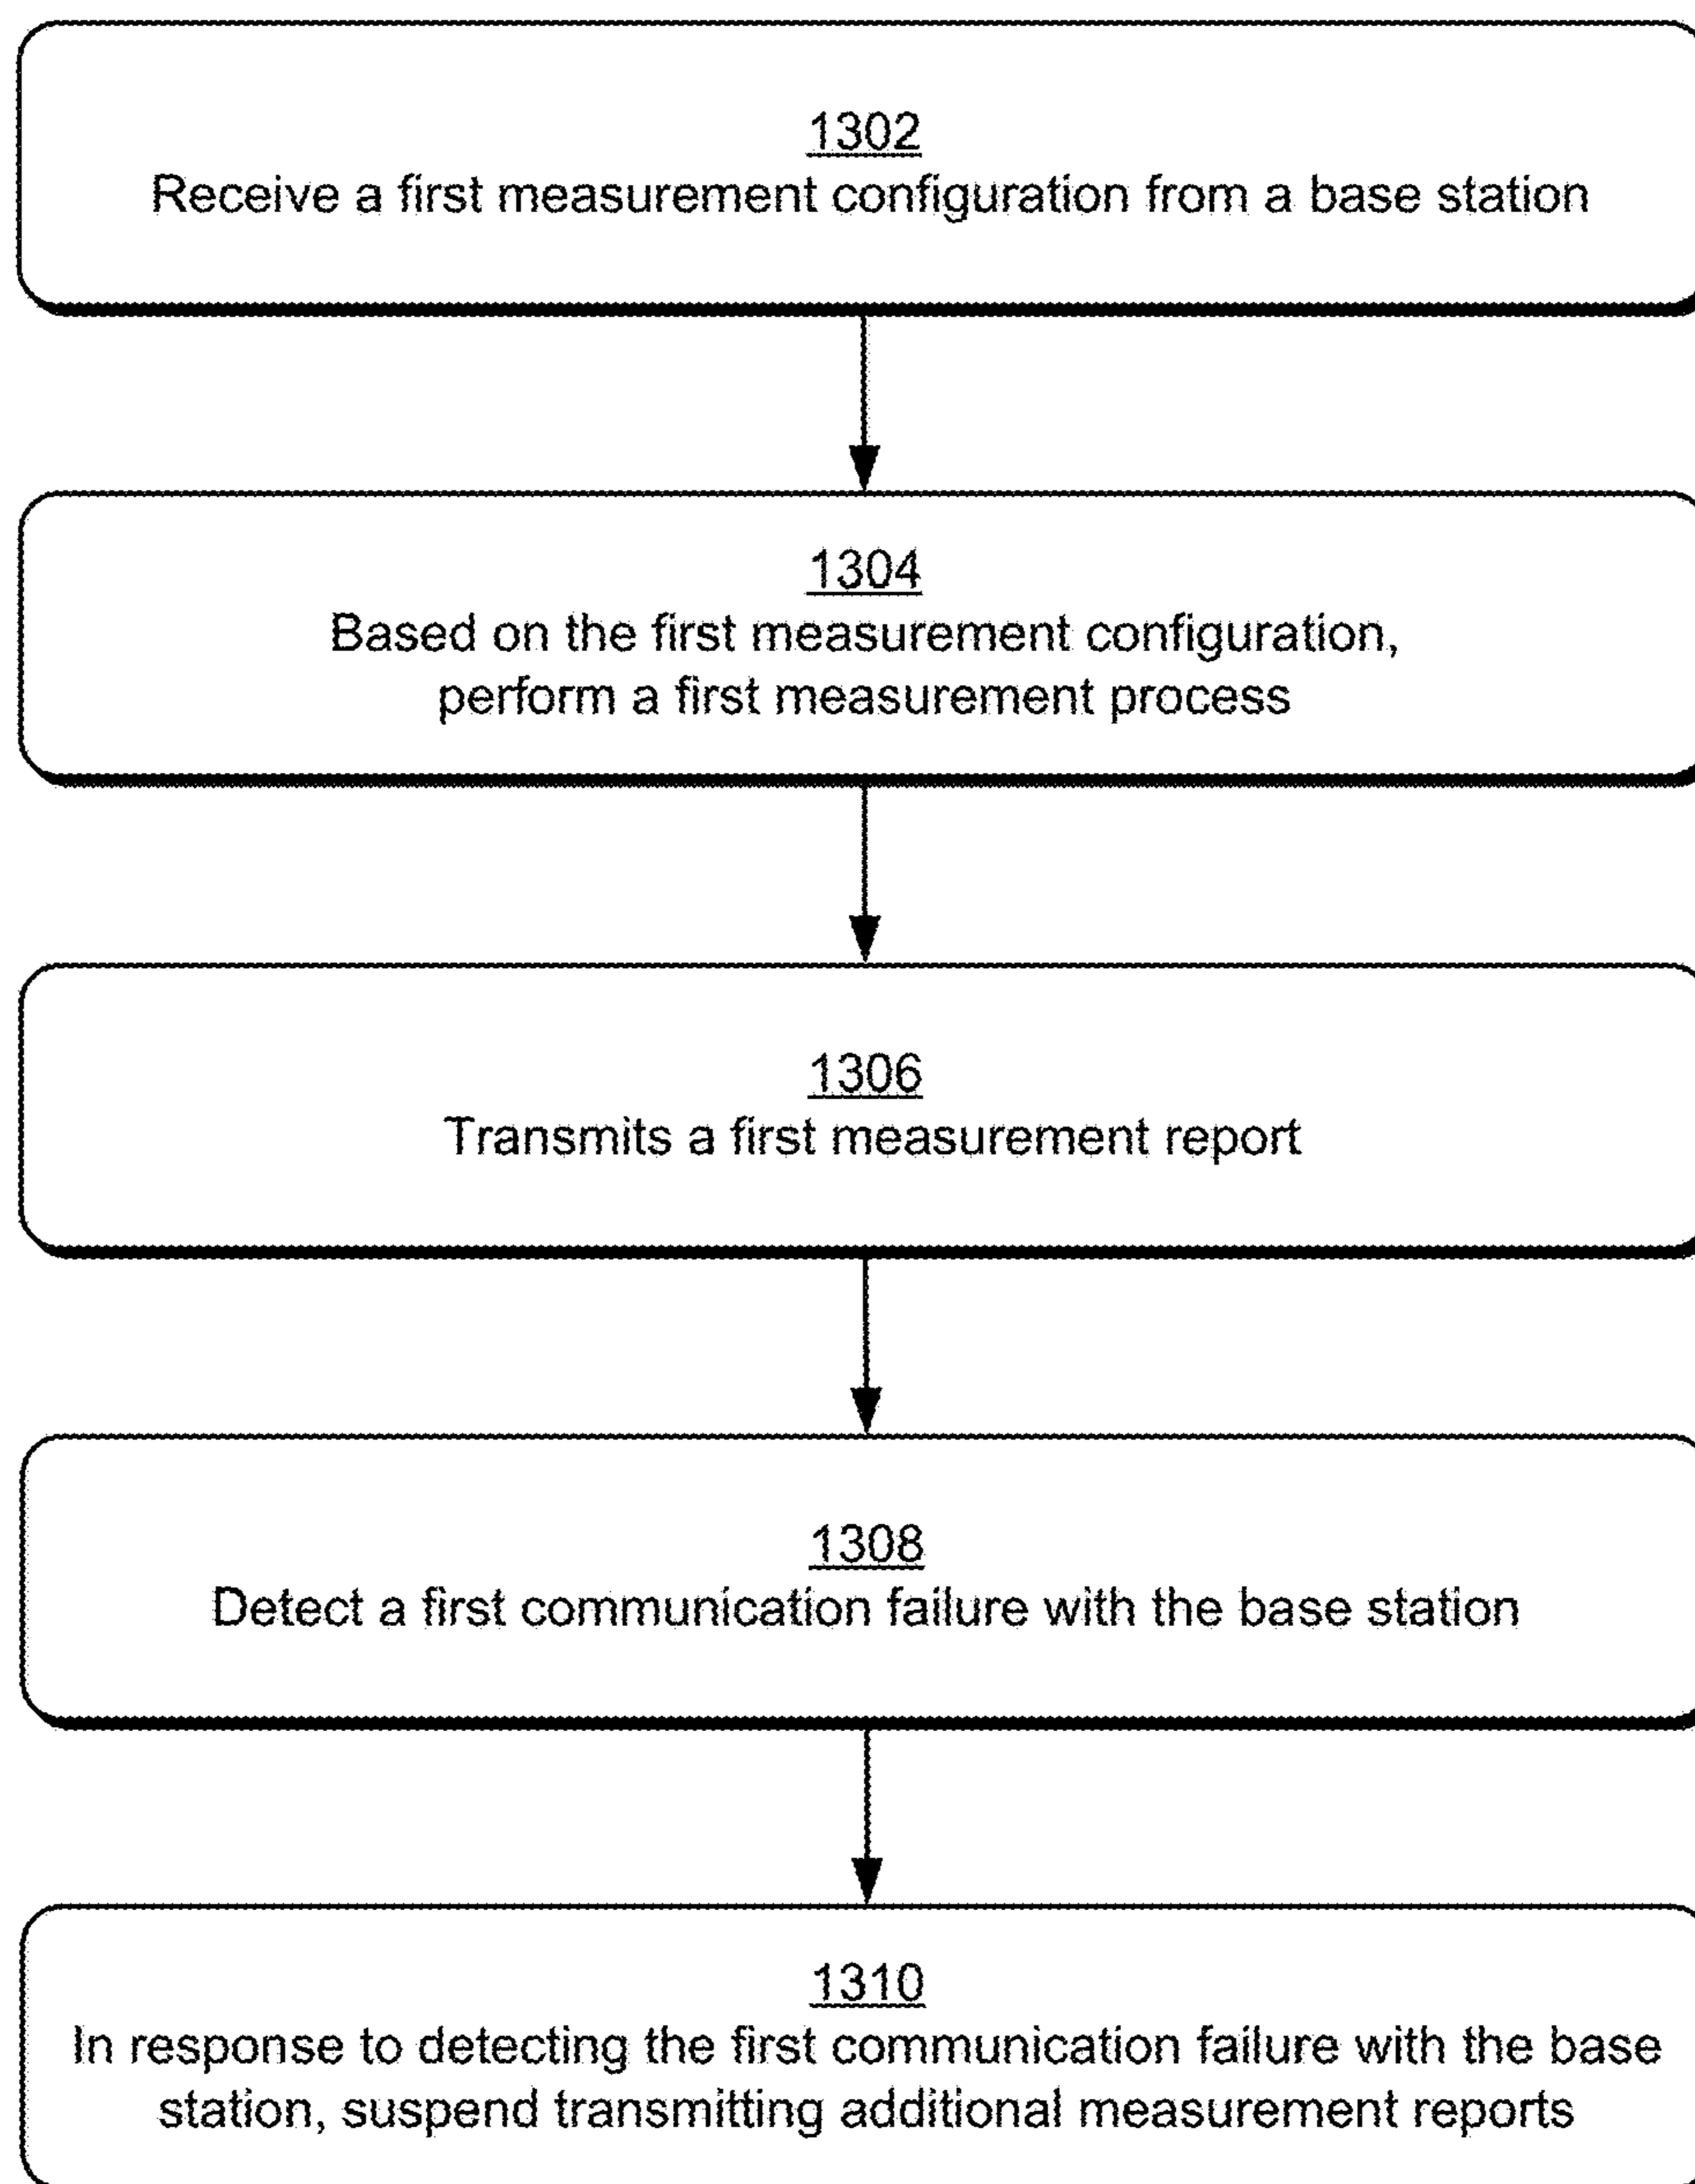 1302
Receive a first measurement configuration from a base station
1304
Based on the first measurement configuration,
perform a first measurement process
1306
Transmits a first measurement report
1308
Detect a first communication failure with the base station
1310
In response to detecting the first communication failure with the base
station, suspend transmitting additional measurement reports